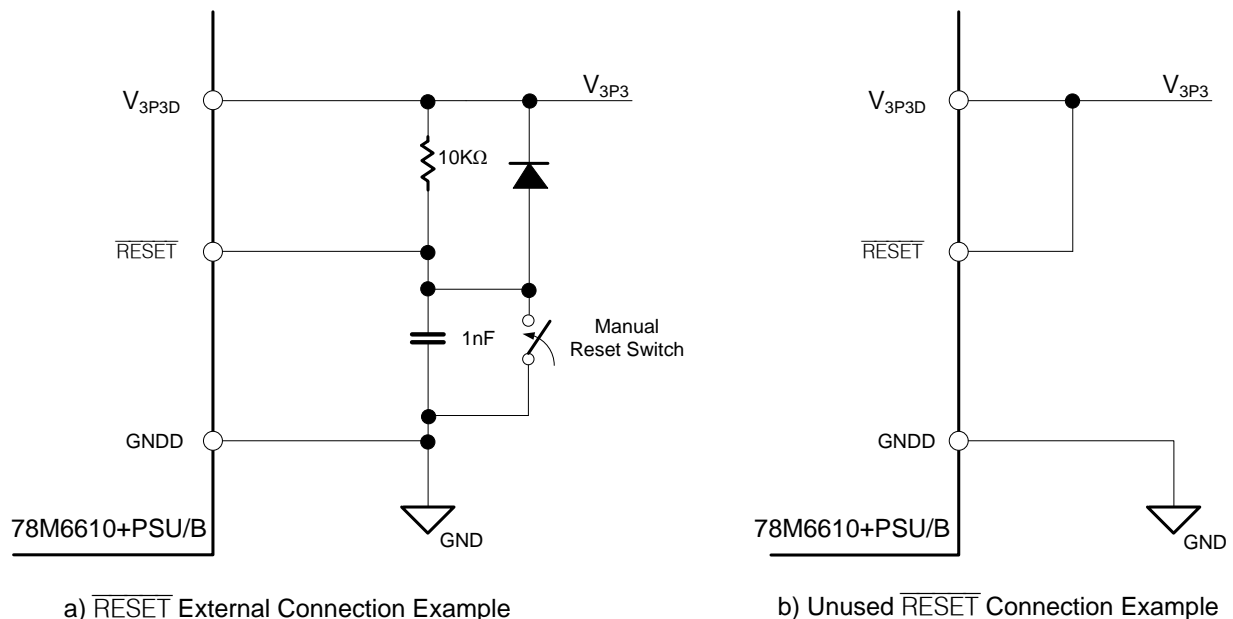 V3P3D
V3P3
10KΩ
RESET
1nF
Manual
Reset Switch
GNDD
78M6610+PSU/B
GND
a) RESET External Connection Example
V3P3D
V3P3
RESET
GNDD
78M6610+PSU/B
GND
b) Unused RESET Connection Example